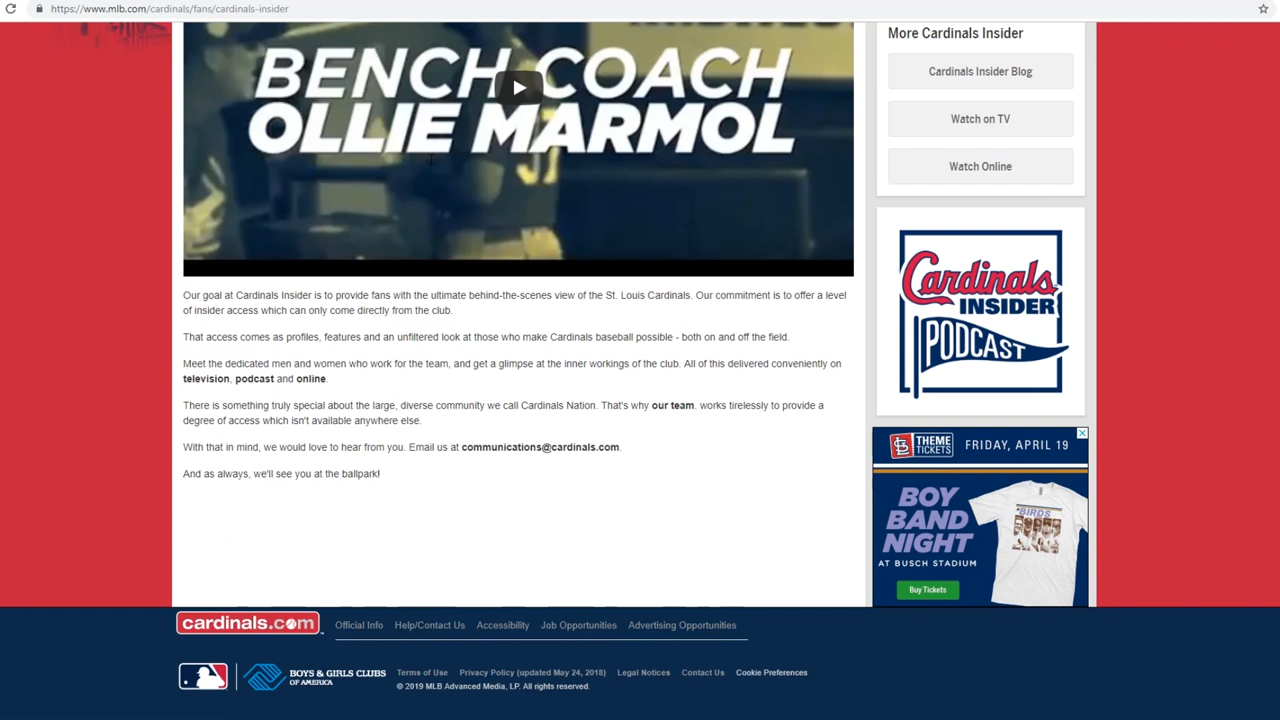 https://www.mlb.com/cardinals/fans/cardinals-insider
BENCH COACH
OLLIE MARMOL
Our goal at Cardinals Insider is to provide fans with the ultimate behind-the-scenes view of the St. Louis Cardinals. Our commitment is to offer a level
of insider access which can only come directly from the club.
That access comes as profiles, features and an unfiltered look at those who make Cardinals baseball possible - both on and off the field.
Meet the dedicated men and women who work for the team, and get a glimpse at the inner workings of the club. All of this delivered conveniently on
television, podcast and online.
There is something truly special about the large, diverse community we call Cardinals Nation. That's why our team. works tirelessly to provide a
degree of access which isn't available anywhere else.
With that in mind, we would love to hear from you. Email us at communications@cardinals.com.
And as always, we'll see you at the ballpark!
More Cardinals Insider
Cardinals Insider Blog
Watch on TV
Watch Online
Cardinals
INSIDER
PODCAST
THEME
TICKETS
FRIDAY, APRIL 19
BOY
BAND
NIGHT
AT BUSCH STADIUM
Buy Tickets
BIRDS
cardinals.com
Official Info
Help/Contact Us
Accessibility
Job Opportunities
Advertising Opportunities
BOYS & GIRLS CLUBS
OF AMERICA
Terms of Use
Privacy Policy (updated May 24, 2018)
Legal Notices
Contact Us
Cookie Preferences
© 2019 MLB Advanced Media, LP. All rights reserved.